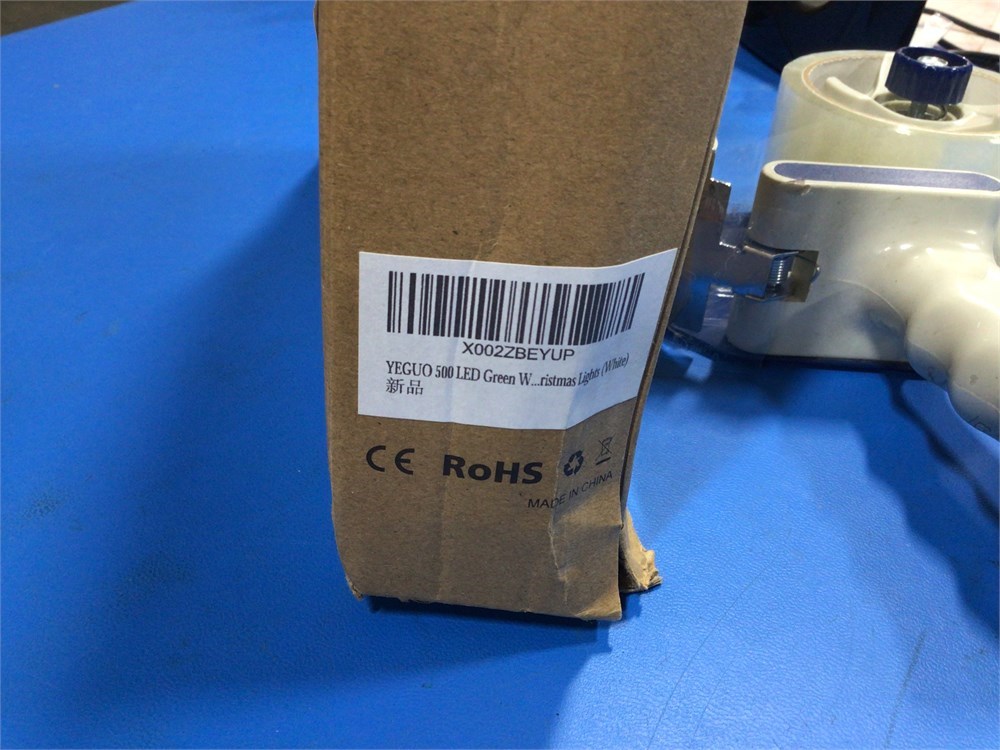 X002ZBEYUP
YEGUO 500 LED Green W...ristmas Lights (White)
新品
CE RoHS
MADE IN CHINA